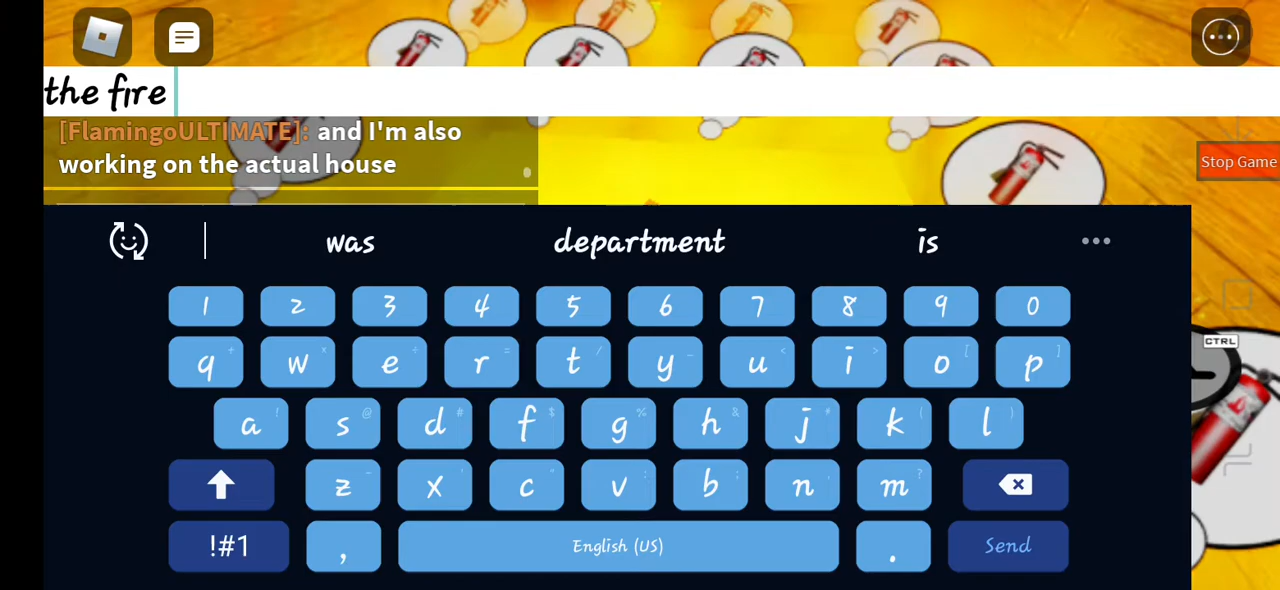 the fire
[FlamingoULTIMATE]: and I'm also
working on the actual house
Stop Game
was department is
1 2 3 4 5 6 7 8 9 0
q + w × e ÷ r = t / y _ u < i > o [ p ]
CTRL
a ! s @ d # f $ g % h & j * k ( l )
z - x ' c " v : b ; n , m ?
!#1 , English (US) . Send